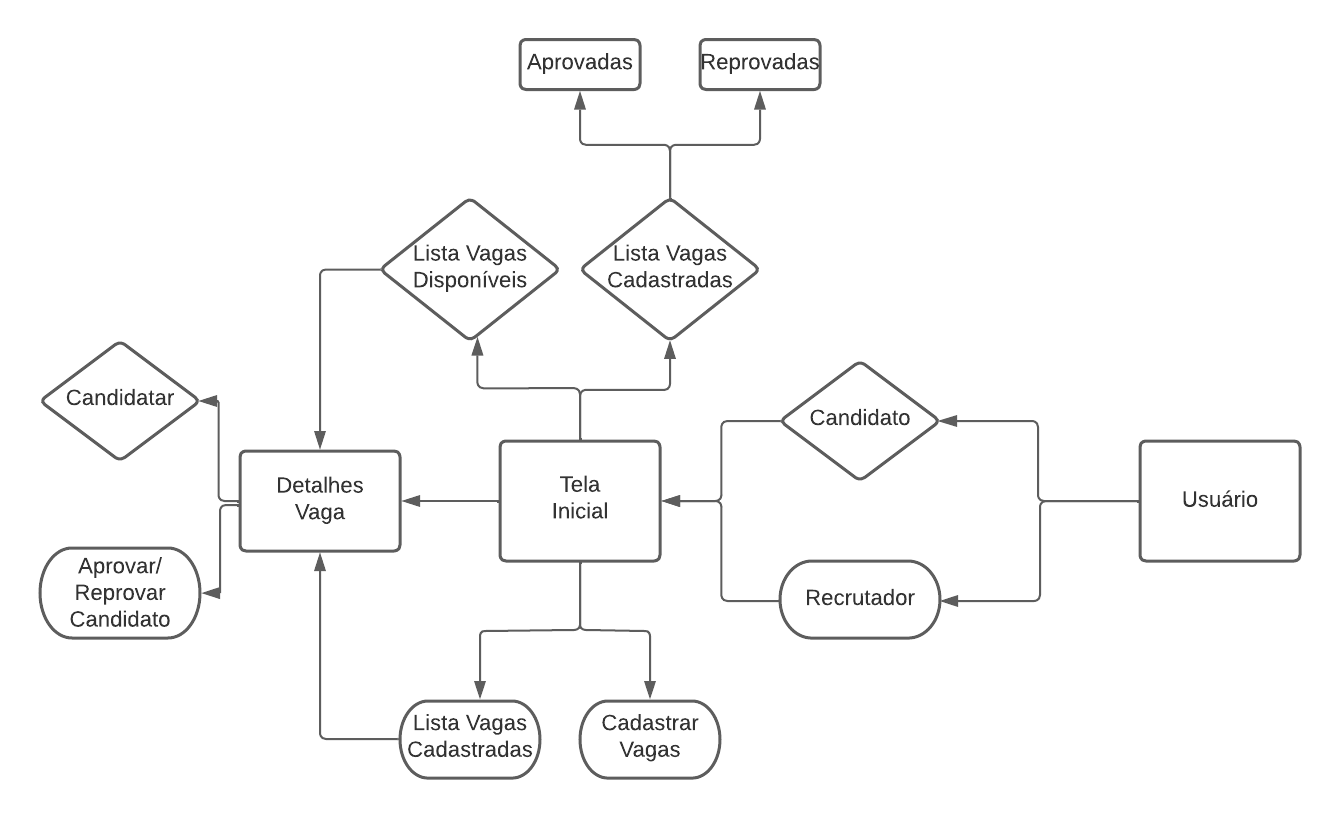 Aprovadas
Reprovadas
Lista Vagas
Disponíveis
Lista Vagas
Cadastradas
Candidatar
Candidato
Detalhes
Vaga
Tela
Inicial
Usuário
Aprovar/
Reprovar
Candidato
Recrutador
Lista Vagas
Cadastradas
Cadastrar
Vagas